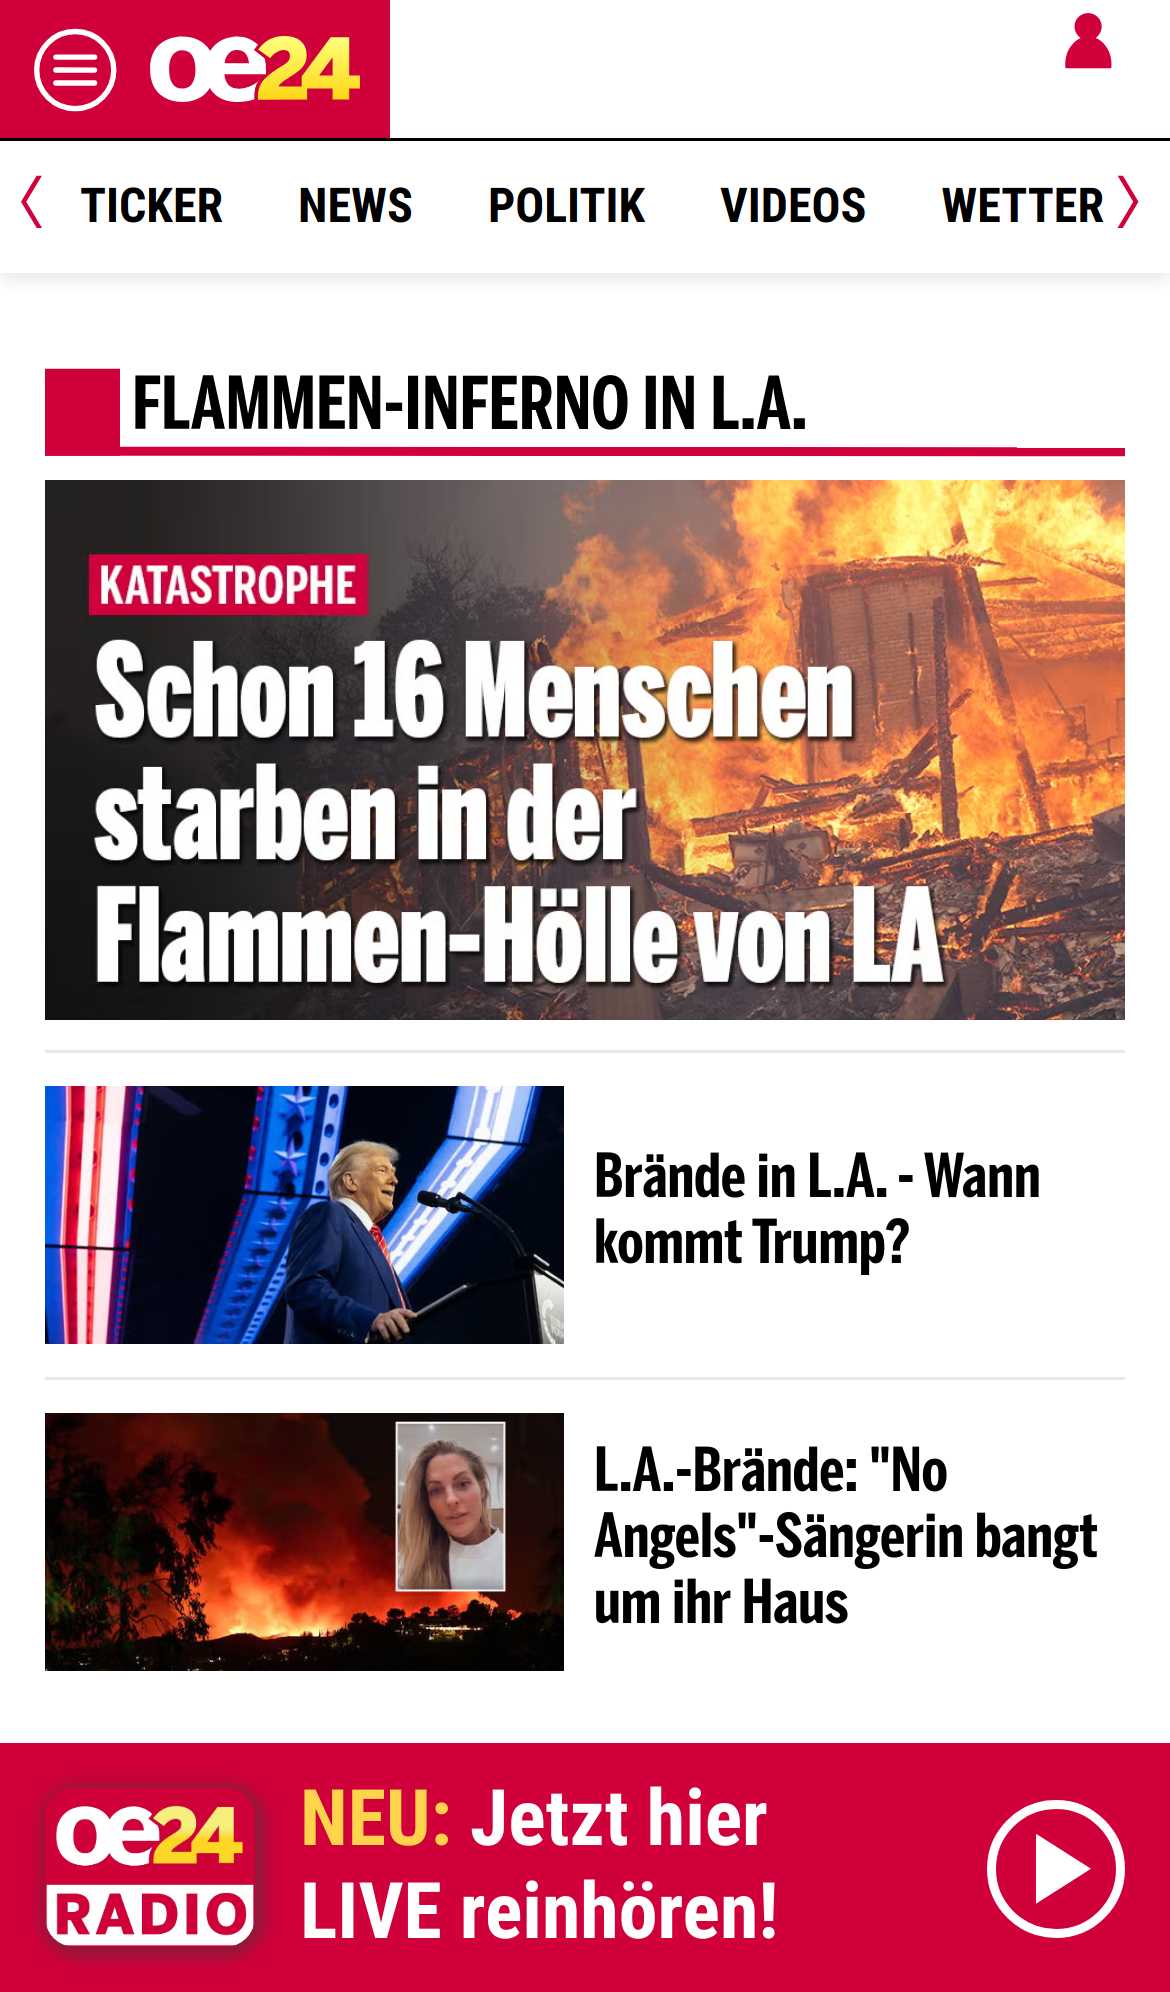 oe24
TICKER NEWS POLITIK VIDEOS WETTER
FLAMMEN-INFERNO IN L.A.
KATASTROPHE
Schon 16 Menschen
starben in der
Flammen-Hölle von LA
Brände in L.A. - Wann
kommt Trump?
L.A.-Brände: "No
Angels"-Sängerin bangt
um ihr Haus
oe24
RADIO
NEU: Jetzt hier
LIVE reinhören!